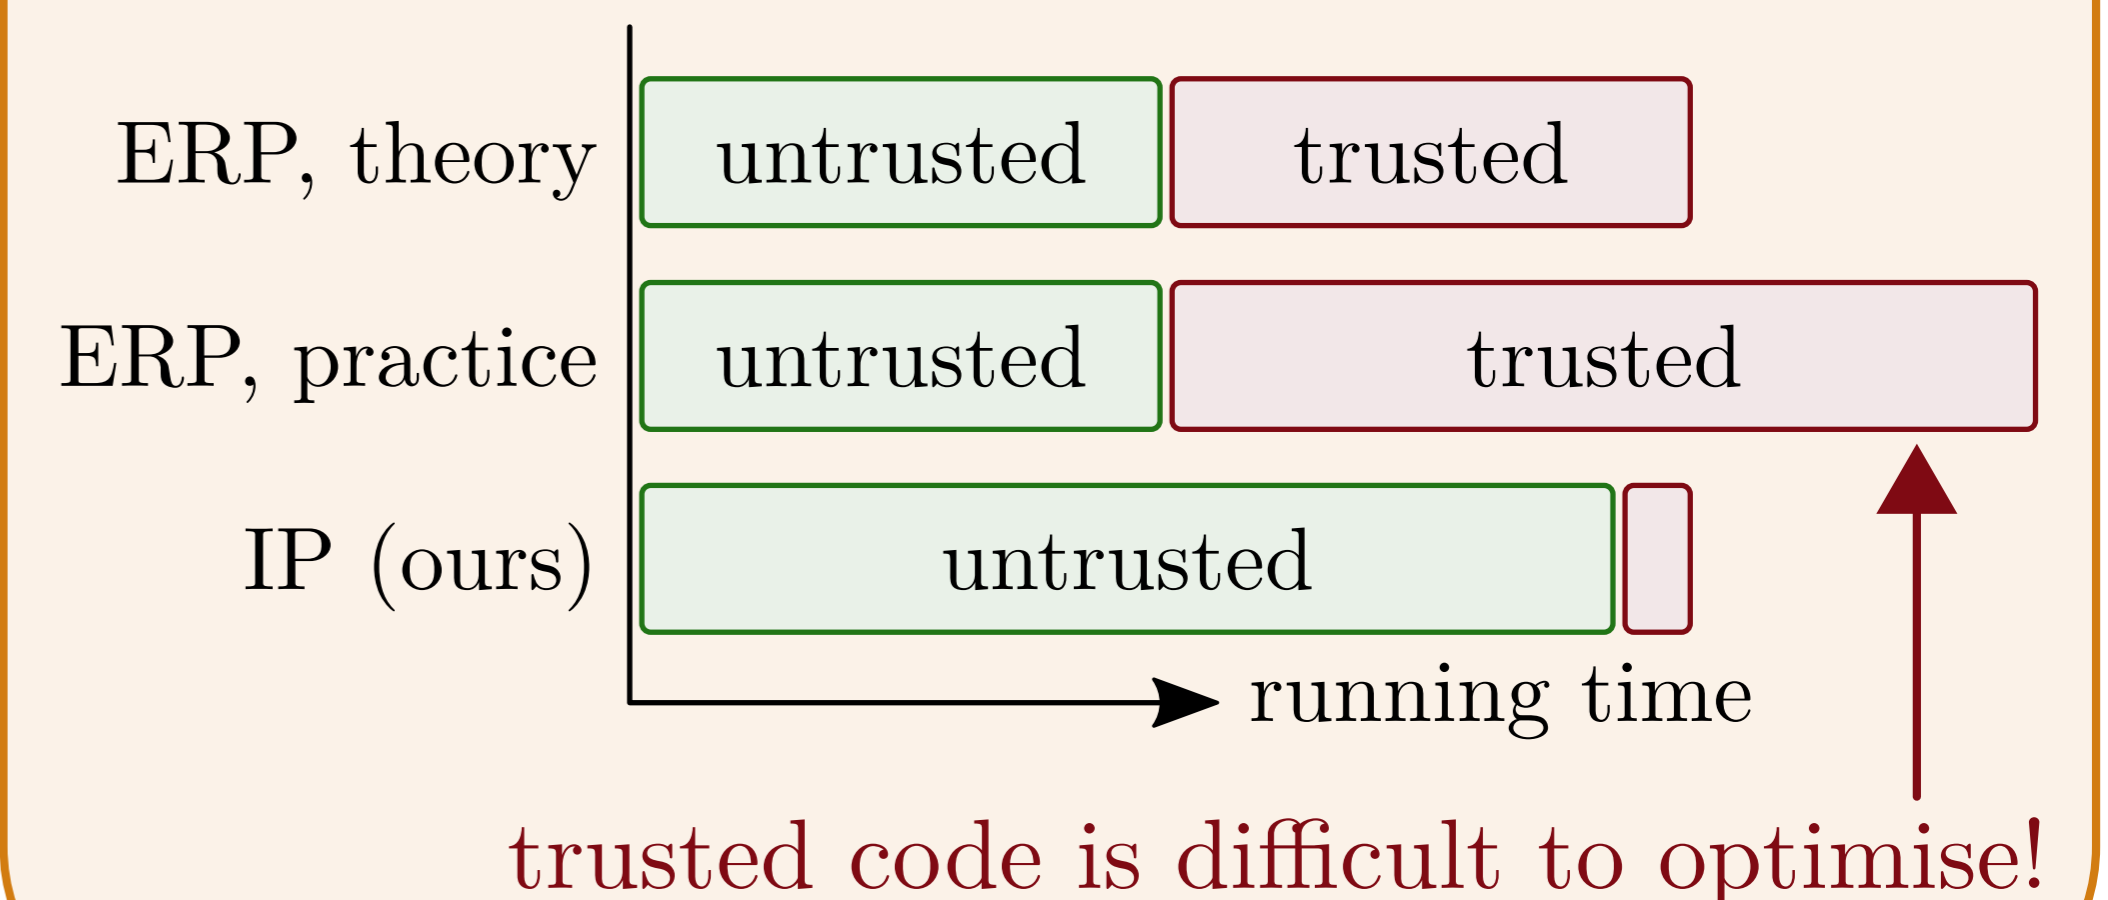 ERP, theory untrusted trusted
ERP, practice untrusted trusted
IP (ours) untrusted
running time
trusted code is difficult to optimise!